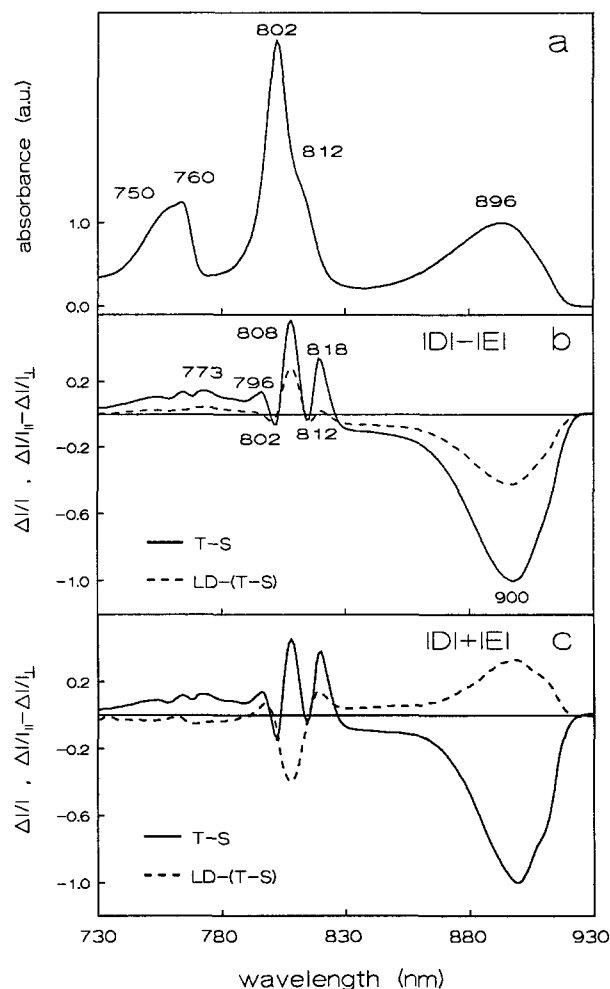 a
absorbance (a.u.)
802
812
750
760
896
1.0
0.0
b
|D|-|E|
808
818
773
796
802
812
900
0.2
-0.2
-0.6
-1.0
ΔI/I , ΔI/I||-ΔI/I⊥
T-S
LD-(T-S)
c
|D|+|E|
0.2
-0.2
-0.6
-1.0
ΔI/I , ΔI/I||-ΔI/I⊥
T-S
LD-(T-S)
730 780 830 880 930
wavelength (nm)